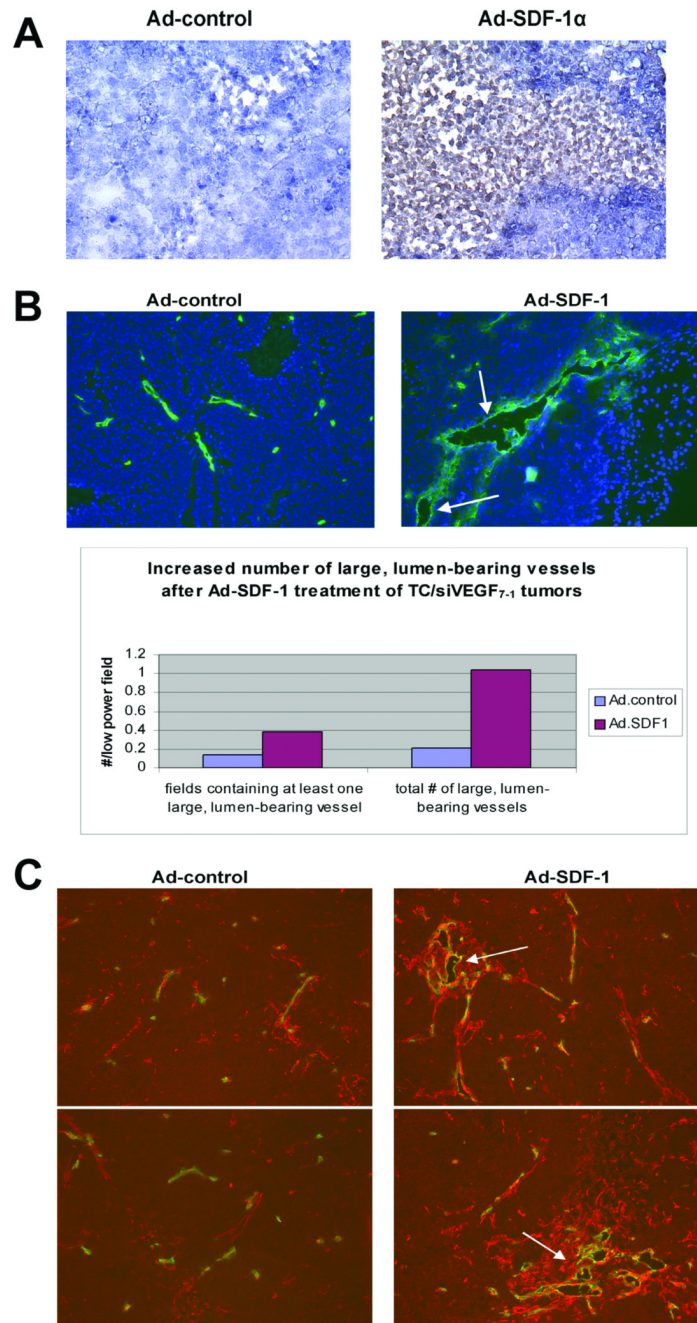 A
Ad-control
Ad-SDF-1α
B
Ad-control
Ad-SDF-1
Increased number of large, lumen-bearing vessels
after Ad-SDF-1 treatment of TC/siVEGF7-1 tumors
1.2
1
0.8
0.6
0.4
0.2
0
#/low power field
fields containing at least one
large, lumen-bearing vessel
total # of large, lumen-
bearing vessels
Ad.control
Ad.SDF1
C
Ad-control
Ad-SDF-1